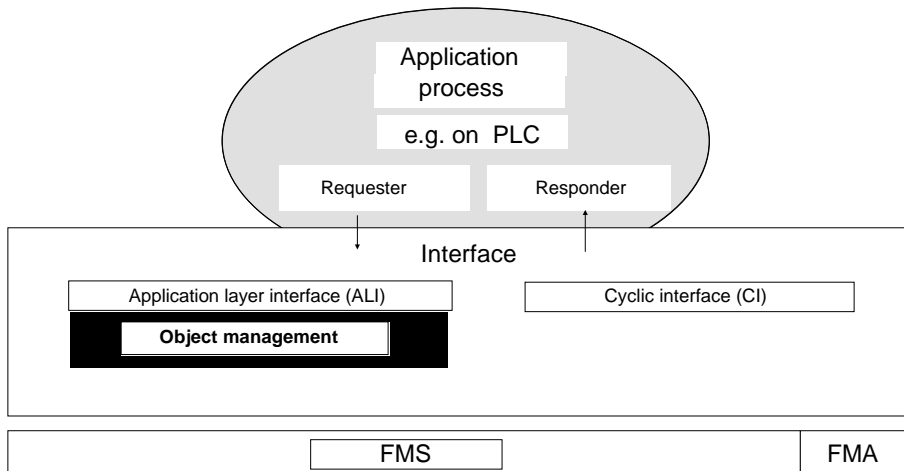 Application
process
e.g. on PLC
Requester
Responder
Interface
Application layer interface (ALI)
Cyclic interface (CI)
Object management
FMS
FMA